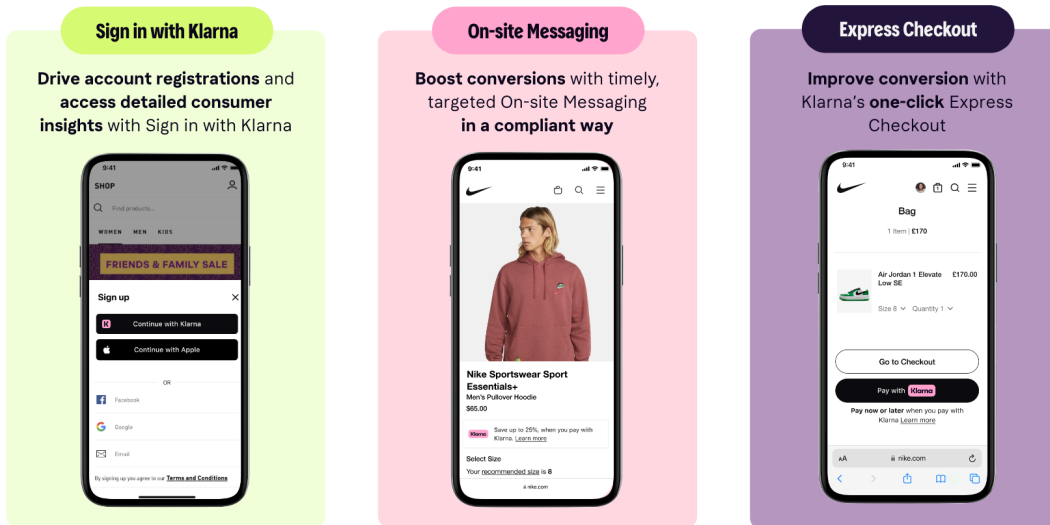 Sign in with Klarna
Drive account registrations and
access detailed consumer
insights with Sign in with Klarna
9:41
SHOP
Find products...
WOMEN MEN KIDS
FRIENDS & FAMILY SALE
Sign up
K Continue with Klarna
Continue with Apple
OR
Facebook
Google
Email
By signing up you agree to our Terms and Conditions
On-site Messaging
Boost conversions with timely,
targeted On-site Messaging
in a compliant way
9:41
Nike Sportswear Sport
Essentials+
Men's Pullover Hoodie
$65.00
Klarna Save up to 25%, when you pay with
Klarna. Learn more
Select Size
Your recommended size is 8
nike.com
Express Checkout
Improve conversion with
Klarna's one-click Express
Checkout
9:41
Bag
1 Item | £170
Air Jordan 1 Elevate £170.00
Low SE
Size 8 Quantity 1
Go to Checkout
Pay with Klarna
Pay now or later when you pay with
Klarna Learn more
AA nike.com